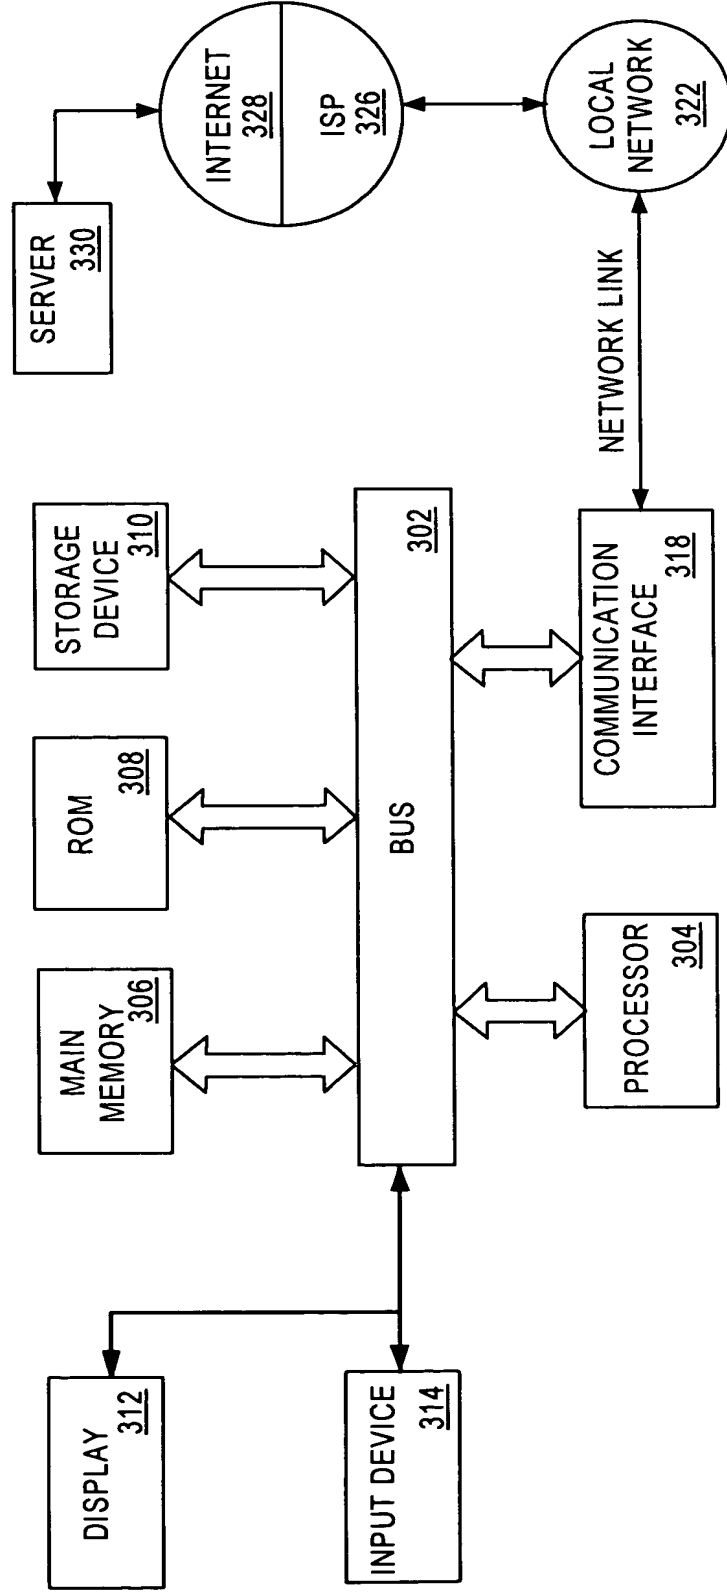 DISPLAY
312
INPUT DEVICE
314
MAIN
MEMORY
306
ROM
308
STORAGE
DEVICE
310
BUS
302
PROCESSOR
304
COMMUNICATION
INTERFACE
318
SERVER
330
INTERNET
328
ISP
326
NETWORK LINK
LOCAL
NETWORK
322